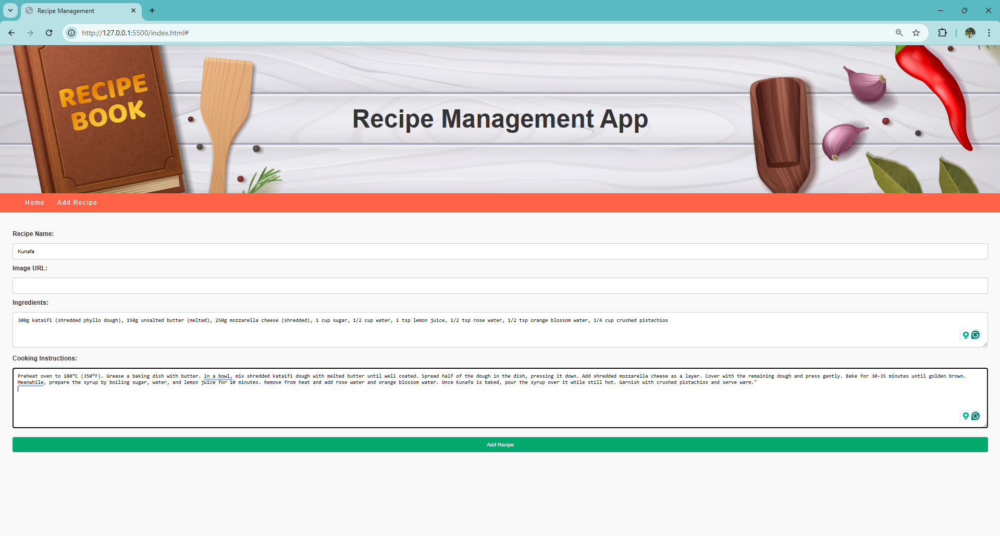 Recipe Management
http://127.0.0.1:5500/index.html#
RECIPE
BOOK
Recipe Management App
Home Add Recipe
Recipe Name:
Kunafa
Image URL:
Ingredients:
300g kataifi (shredded phyllo dough), 150g unsalted butter (melted), 250g mozzarella cheese (shredded), 1 cup sugar, 1/2 cup water, 1 tsp lemon juice, 1/2 tsp rose water, 1/2 tsp orange blossom water, 1/4 cup crushed pistachios
Cooking Instructions:
Preheat oven to 180°C (350°F). Grease a baking dish with butter. In a bowl, mix shredded kataifi dough with melted butter until well coated. Spread half of the dough in the dish, pressing it down. Add shredded mozzarella cheese as a layer. Cover with the remaining dough and press gently. Bake for 30-35 minutes until golden brown.
Meanwhile, prepare the syrup by boiling sugar, water, and lemon juice for 10 minutes. Remove from heat and add rose water and orange blossom water. Once Kunafa is baked, pour the syrup over it while still hot. Garnish with crushed pistachios and serve warm."
Add Recipe